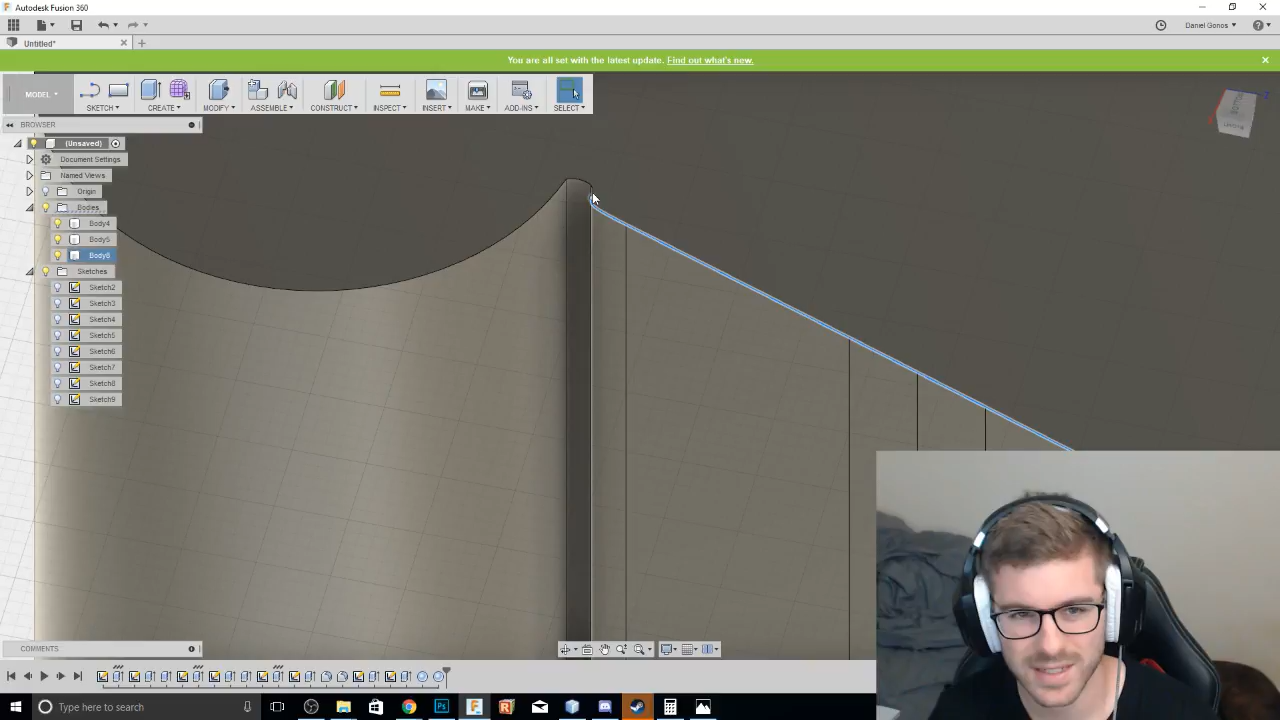 Autodesk Fusion 360
Daniel Gonos
Untitled*
You are all set with the latest update. Find out what's new.
MODEL
SKETCH CREATE MODIFY ASSEMBLE CONSTRUCT INSPECT INSERT MAKE ADD-INS SELECT
BROWSER
(Unsaved)
Document Settings
Named Views
Origin
Bodies
Body4
Body5
Body6
Sketches
Sketch2
Sketch3
Sketch4
Sketch5
Sketch6
Sketch7
Sketch8
Sketch9
Z
COMMENTS
Type here to search